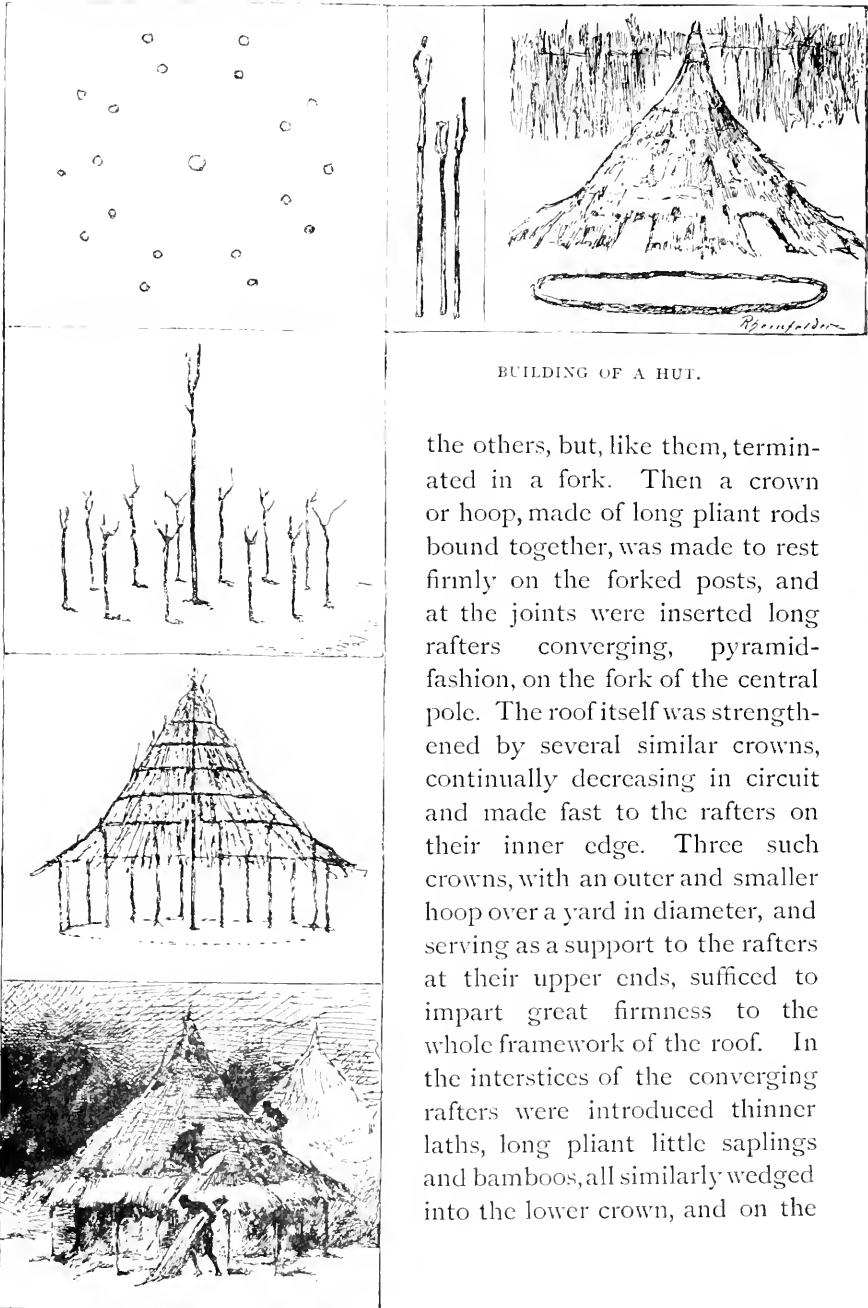 Rheinfelder
BUILDING OF A HUT.
the others, but, like them, termin-
ated in a fork. Then a crown
or hoop, made of long pliant rods
bound together, was made to rest
firmly on the forked posts, and
at the joints were inserted long
rafters converging, pyramid-
fashion, on the fork of the central
pole. The roof itself was strength-
ened by several similar crowns,
continually decreasing in circuit
and made fast to the rafters on
their inner edge. Three such
crowns, with an outer and smaller
hoop over a yard in diameter, and
serving as a support to the rafters
at their upper ends, sufficed to
impart great firmness to the
whole framework of the roof. In
the interstices of the converging
rafters were introduced thinner
laths, long pliant little saplings
and bamboos, all similarly wedged
into the lower crown, and on the